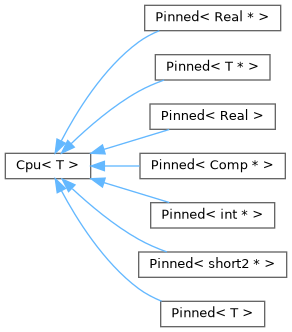 Pinned< Real * >
Pinned< T * >
Pinned< Real >
Cpu< T >
Pinned< Comp * >
Pinned< int * >
Pinned< short2 * >
Pinned< T >